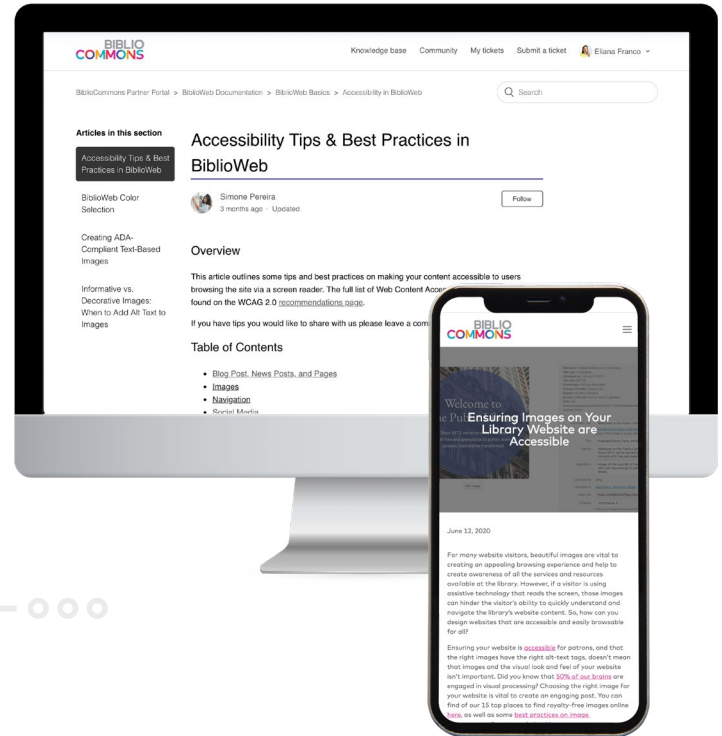 BIBLIO
COMMONS
Knowledge base Community My tickets Submit a ticket Eliana Franco
BiblioCommons Partner Portal > BiblioWeb Documentation > BiblioWeb Basics > Accessibility in BiblioWeb
Search
Articles in this section
Accessibility Tips & Best
Practices in BiblioWeb
BiblioWeb Color
Selection
Creating ADA-
Compliant Text-Based
Images
Informative vs.
Decorative Images:
When to Add Alt Text to
Images
Accessibility Tips & Best Practices in
BiblioWeb
Simone Pereira
3 months ago · Updated
Follow
Overview
This article outlines some tips and best practices on making your content accessible to users
browsing the site via a screen reader. The full list of Web Content
found on the WCAG 2.0 recommendations page.
If you have tips you would like to share with us please leave a
Table of Contents
• Blog Post, News Posts, and Pages
• Images
• Navigation
• Social Media
BIBLIO
COMMONS
Welcome to
Ensuring Images on Your
Library Website are
Accessible
June 12, 2020
For many website visitors, beautiful images are vital to
creating an appealing browsing experience and help to
create awareness of all the services and resources
available at the library. However, if a visitor is using
assistive technology that reads the screen, those images
can hinder the visitor's ability to quickly understand and
navigate the library's website content. So, how can you
design websites that are accessible and easily browsable
for all?
Ensuring your website is accessible for patrons, and that
the right images have the right alt-text tags, doesn't mean
that images and the visual look and feel of your website
isn't important. Did you know that 50% of our brains are
engaged in visual processing? Choosing the right image for
your website is vital to create an engaging post. You can
find of our 15 top places to find royalty-free images online
here, as well as some best practices on image